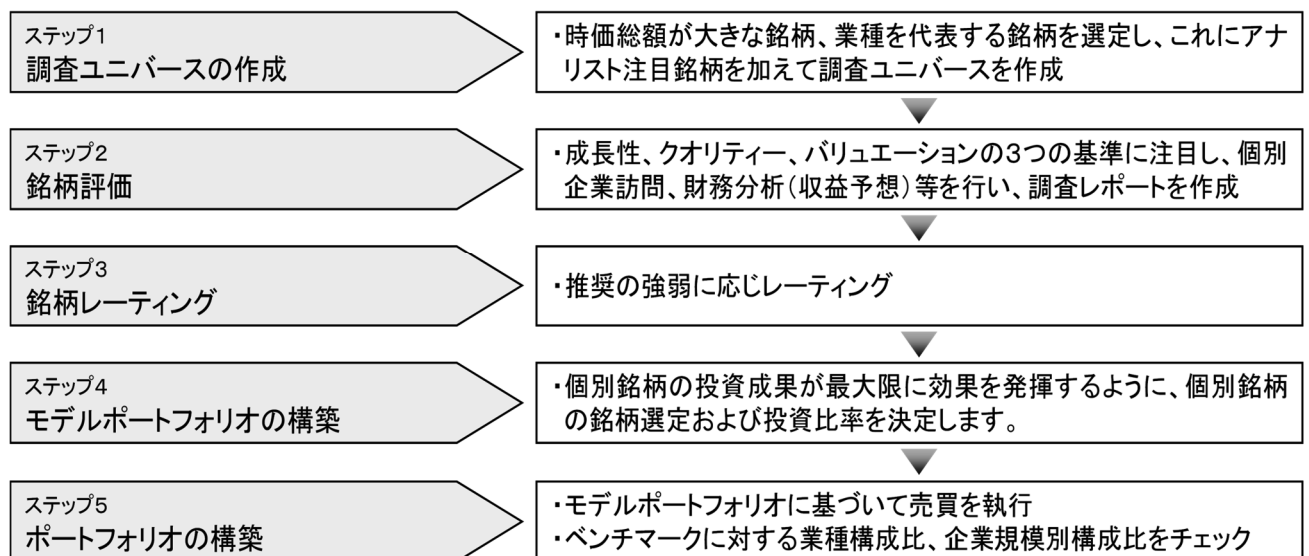 ステップ1
調査ユニバースの作成
・時価総額が大きな銘柄、業種を代表する銘柄を選定し、これにアナ
リスト注目銘柄を加えて調査ユニバースを作成
ステップ2
銘柄評価
・成長性、クオリティー、バリュエーションの3つの基準に注目し、個別
企業訪問、財務分析(収益予想)等を行い、調査レポートを作成
ステップ3
銘柄レーティング
・推奨の強弱に応じレーティング
ステップ4
モデルポートフォリオの構築
・個別銘柄の投資成果が最大限に効果を発揮するように、個別銘柄
の銘柄選定および投資比率を決定します。
ステップ5
ポートフォリオの構築
・モデルポートフォリオに基づいて売買を執行
・ベンチマークに対する業種構成比、企業規模別構成比をチェック